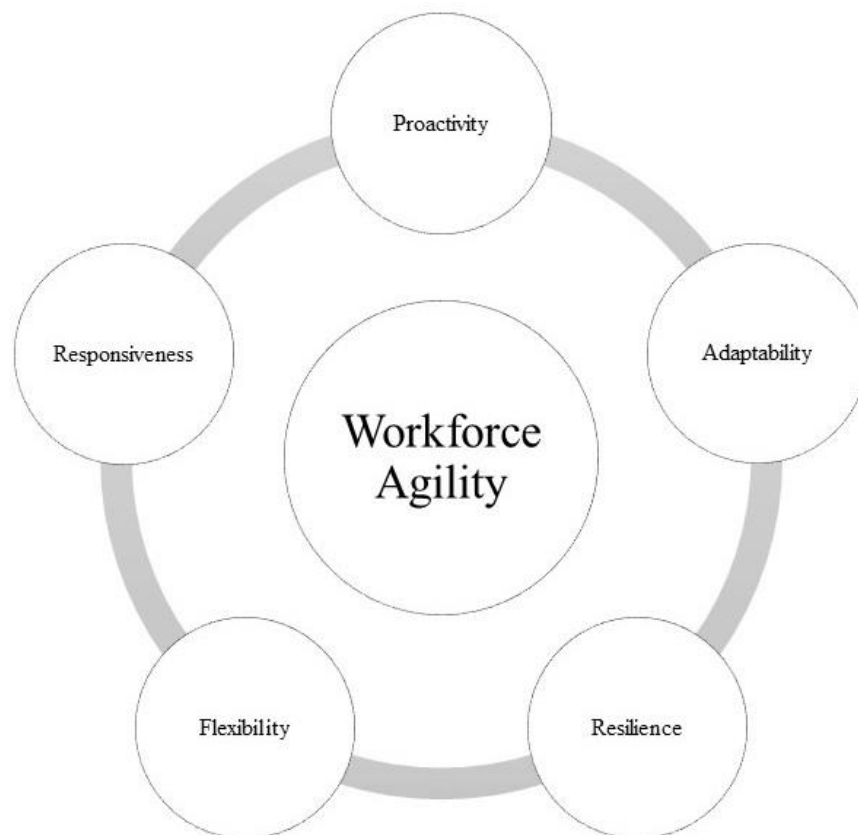 Proactivity
Responsiveness
Adaptability
Workforce
Agility
Flexibility
Resilience